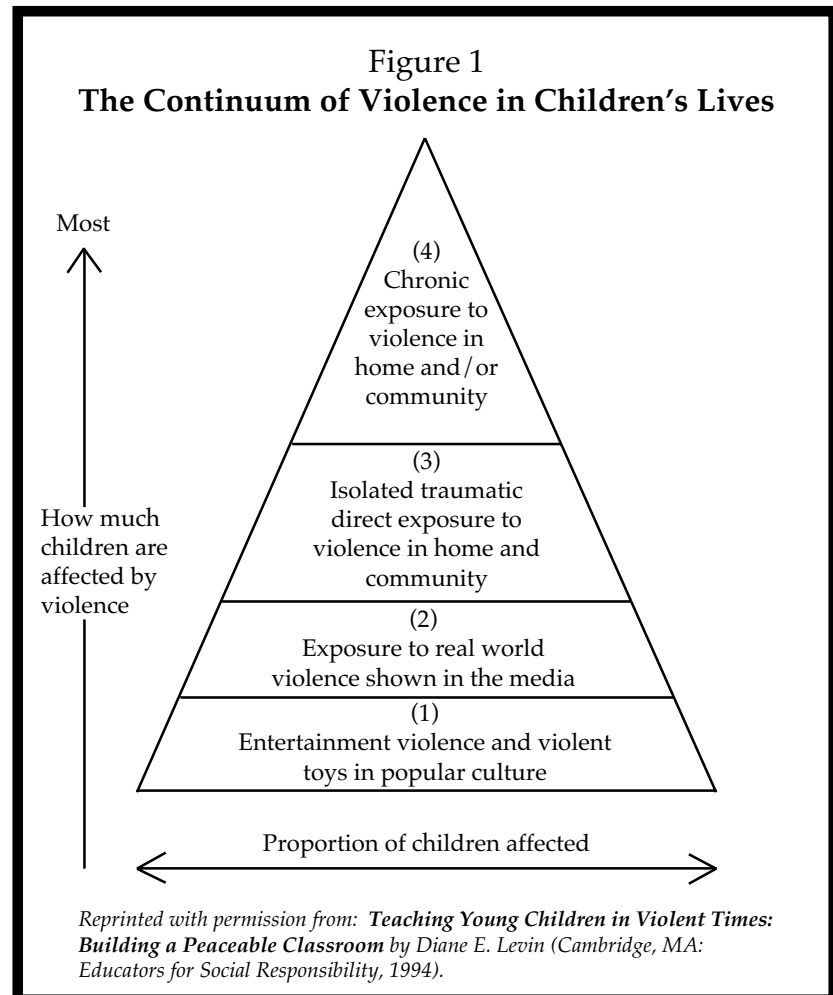 Figure 1
The Continuum of Violence in Children's Lives
Most
(4)
Chronic
exposure to
violence in
home and/or
community
(3)
Isolated traumatic
direct exposure to
violence in home and
community
How much
children are
affected by
violence
(2)
Exposure to real world
violence shown in the media
(1)
Entertainment violence and violent
toys in popular culture
Proportion of children affected
Reprinted with permission from: Teaching Young Children in Violent Times:
Building a Peaceable Classroom by Diane E. Levin (Cambridge, MA:
Educators for Social Responsibility, 1994).